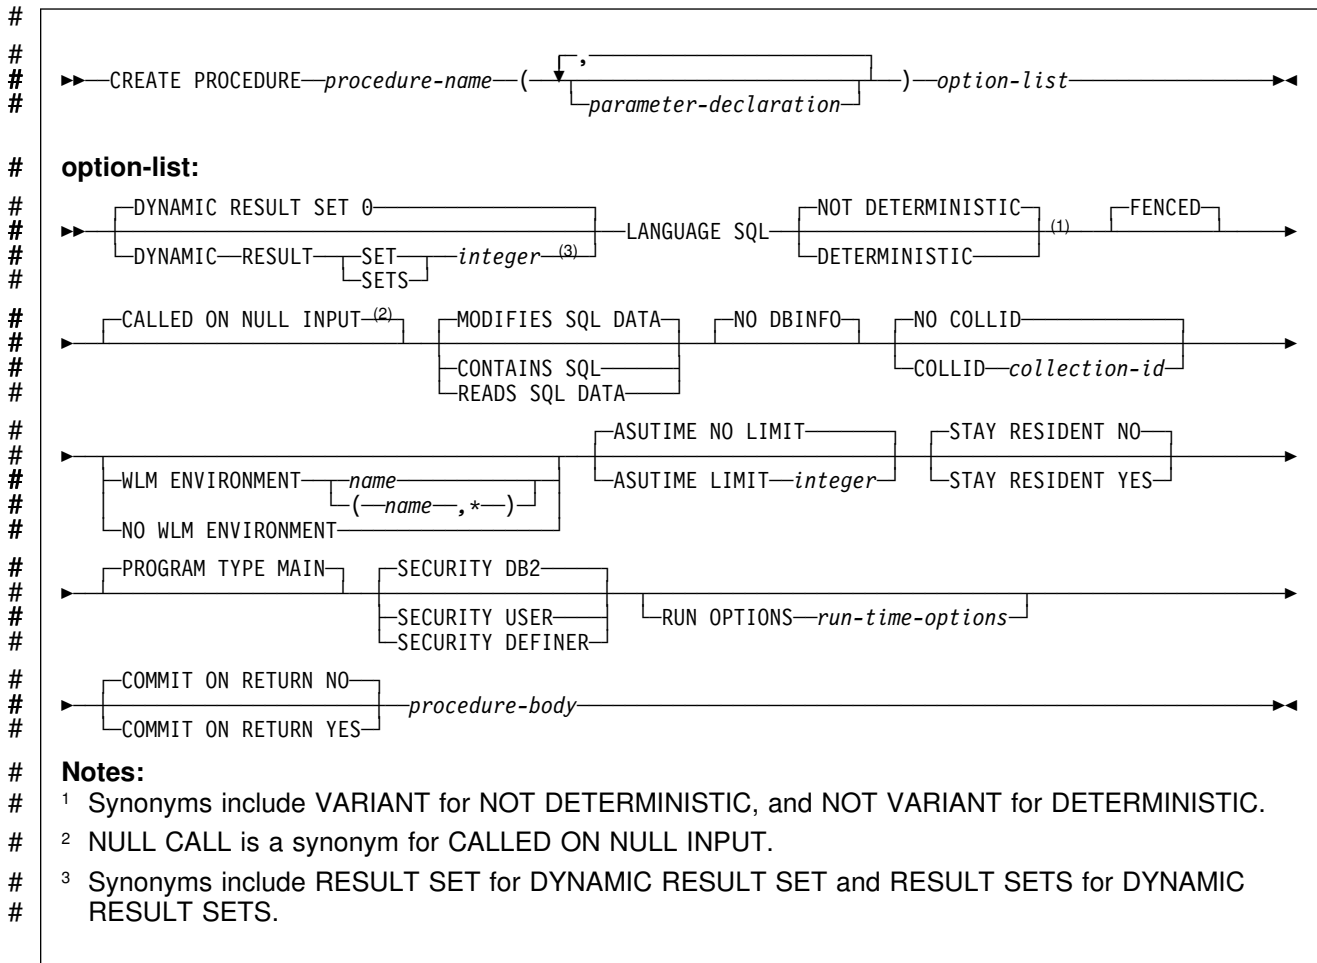 #
#
,
# CREATE PROCEDURE procedure-name ( ) option-list
# parameter-declaration
# option-list:
# DYNAMIC RESULT SET 0 NOT DETERMINISTIC FENCED
# LANGUAGE SQL (1)
# DYNAMIC RESULT SET integer (3) DETERMINISTIC
# SETS
# CALLED ON NULL INPUT (2) MODIFIES SQL DATA NO DBINFO NO COLLID
#
# CONTAINS SQL COLLID collection-id
# READS SQL DATA
# ASUTIME NO LIMIT STAY RESIDENT NO
#
# WLM ENVIRONMENT name ASUTIME LIMIT integer STAY RESIDENT YES
# ( name ,* )
# NO WLM ENVIRONMENT
# PROGRAM TYPE MAIN SECURITY DB2
#
# SECURITY USER RUN OPTIONS run-time-options
# SECURITY DEFINER
# COMMIT ON RETURN NO
# procedure-body
# COMMIT ON RETURN YES
# Notes:
# 1 Synonyms include VARIANT for NOT DETERMINISTIC, and NOT VARIANT for DETERMINISTIC.
# 2 NULL CALL is a synonym for CALLED ON NULL INPUT.
# 3 Synonyms include RESULT SET for DYNAMIC RESULT SET and RESULT SETS for DYNAMIC
# RESULT SETS.